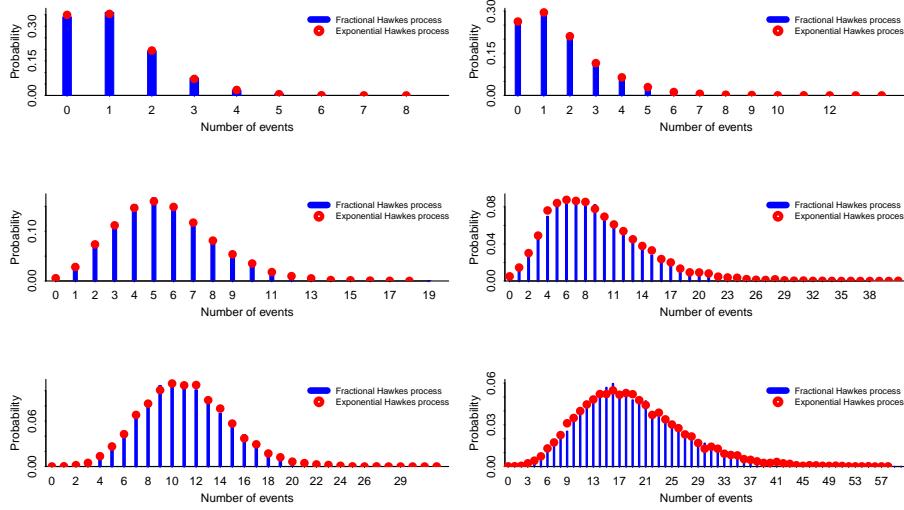 Probability
0.00 0.15 0.30
Fractional Hawkes process
Exponential Hawkes process
0 1 2 3 4 5 6 7 8
Number of events
Probability
0.00 0.15 0.30
Fractional Hawkes process
Exponential Hawkes process
0 1 2 3 4 5 6 7 8 10 12
Number of events
Probability
0.00 0.10
Fractional Hawkes process
Exponential Hawkes process
0 1 2 3 4 5 6 7 8 9 11 13 15 17 19
Number of events
Probability
0.00 0.04 0.08
Fractional Hawkes process
Exponential Hawkes process
0 2 4 6 8 11 14 17 20 23 26 29 32 35 38
Number of events
Probability
0.00 0.06
Fractional Hawkes process
Exponential Hawkes process
0 2 4 6 8 10 12 14 16 18 20 22 24 26 29
Number of events
Probability
0.00 0.03 0.06
Fractional Hawkes process
Exponential Hawkes process
0 3 6 9 13 17 21 25 29 33 37 41 45 49 53 57
Number of events